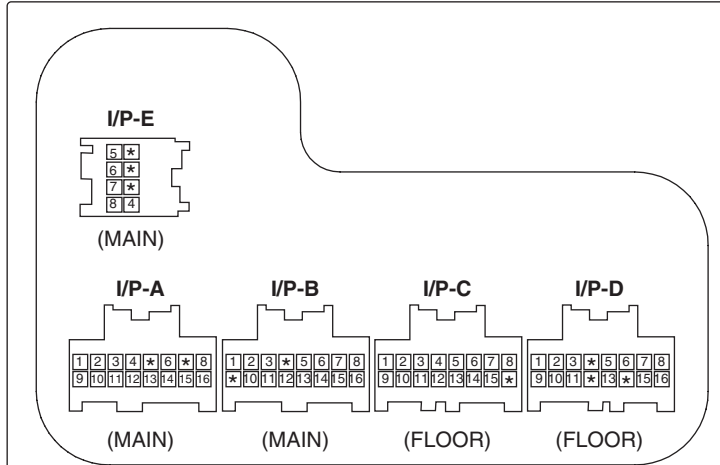 I/P-E
5 *
6 *
7 *
8 4
(MAIN)
I/P-A I/P-B I/P-C I/P-D
1 2 3 4 * 6 * 8 1 2 3 * 5 6 7 8 1 2 3 4 5 6 7 8 1 2 3 * 5 6 7 8
9 10 11 12 13 14 15 16 * 10 11 12 13 14 15 16 9 10 11 12 13 14 15 * 9 10 11 * 13 * 15 16
(MAIN) (MAIN) (FLOOR) (FLOOR)